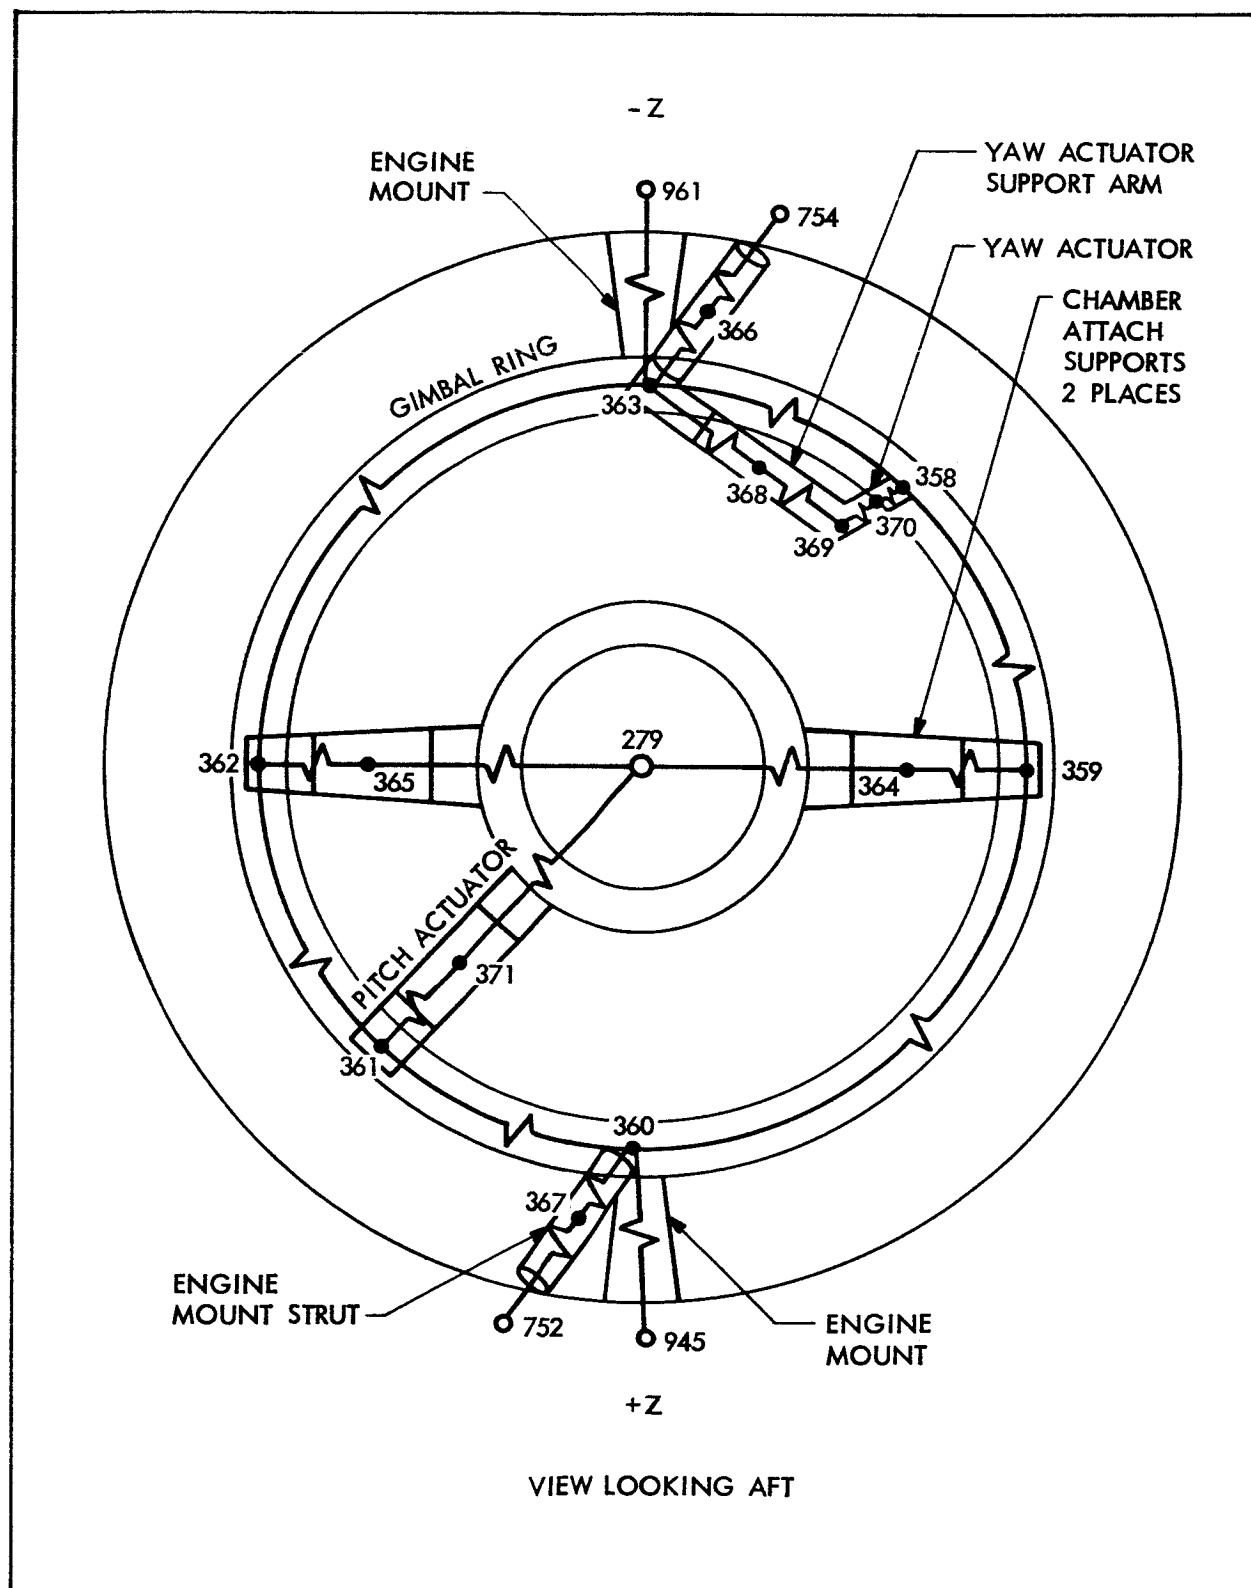 -Z
ENGINE
MOUNT
961
754
YAW ACTUATOR
SUPPORT ARM
YAW ACTUATOR
CHAMBER
ATTACH
SUPPORTS
2 PLACES
366
GIMBAL RING
363
358
368
370
369
362
365
279
364
359
PITCH ACTUATOR
371
361
360
367
ENGINE
MOUNT STRUT
752
945
ENGINE
MOUNT
+Z
VIEW LOOKING AFT